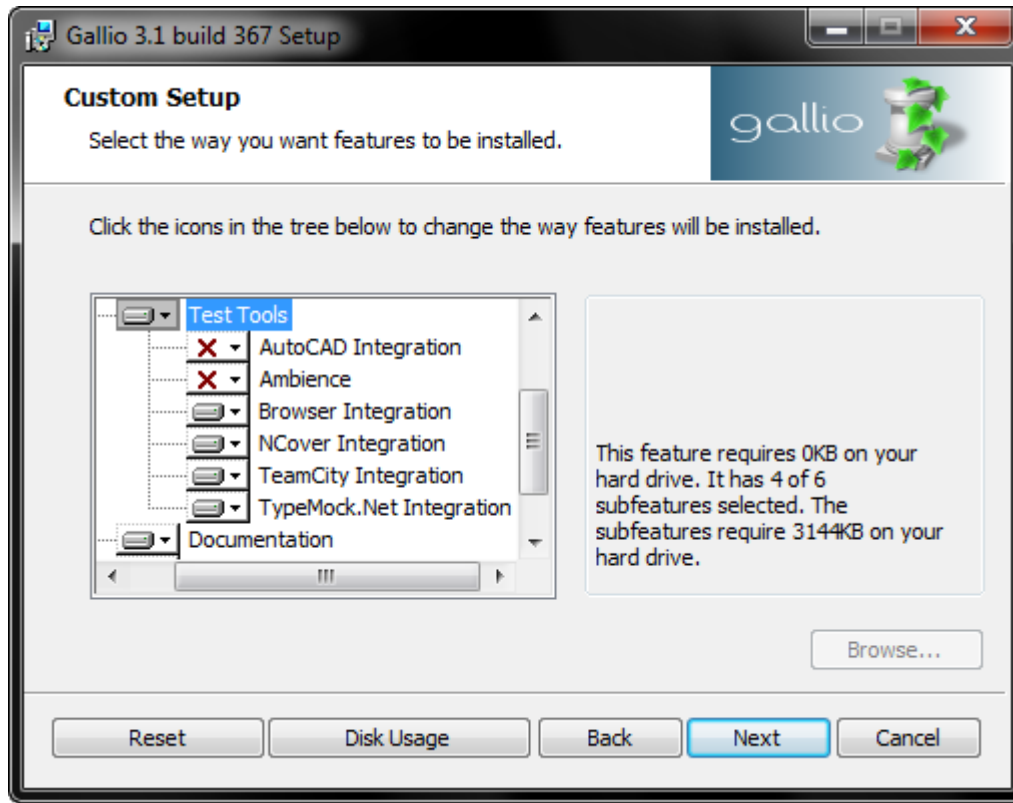 Gallio 3.1 build 367 Setup
Custom Setup
Select the way you want features to be installed.
gallio
Click the icons in the tree below to change the way features will be installed.
Test Tools
AutoCAD Integration
Ambience
Browser Integration
NCover Integration
TeamCity Integration
TypeMock.Net Integration
Documentation
This feature requires 0KB on your
hard drive. It has 4 of 6
subfeatures selected. The
subfeatures require 3144KB on your
hard drive.
Browse...
Reset Disk Usage Back Next Cancel